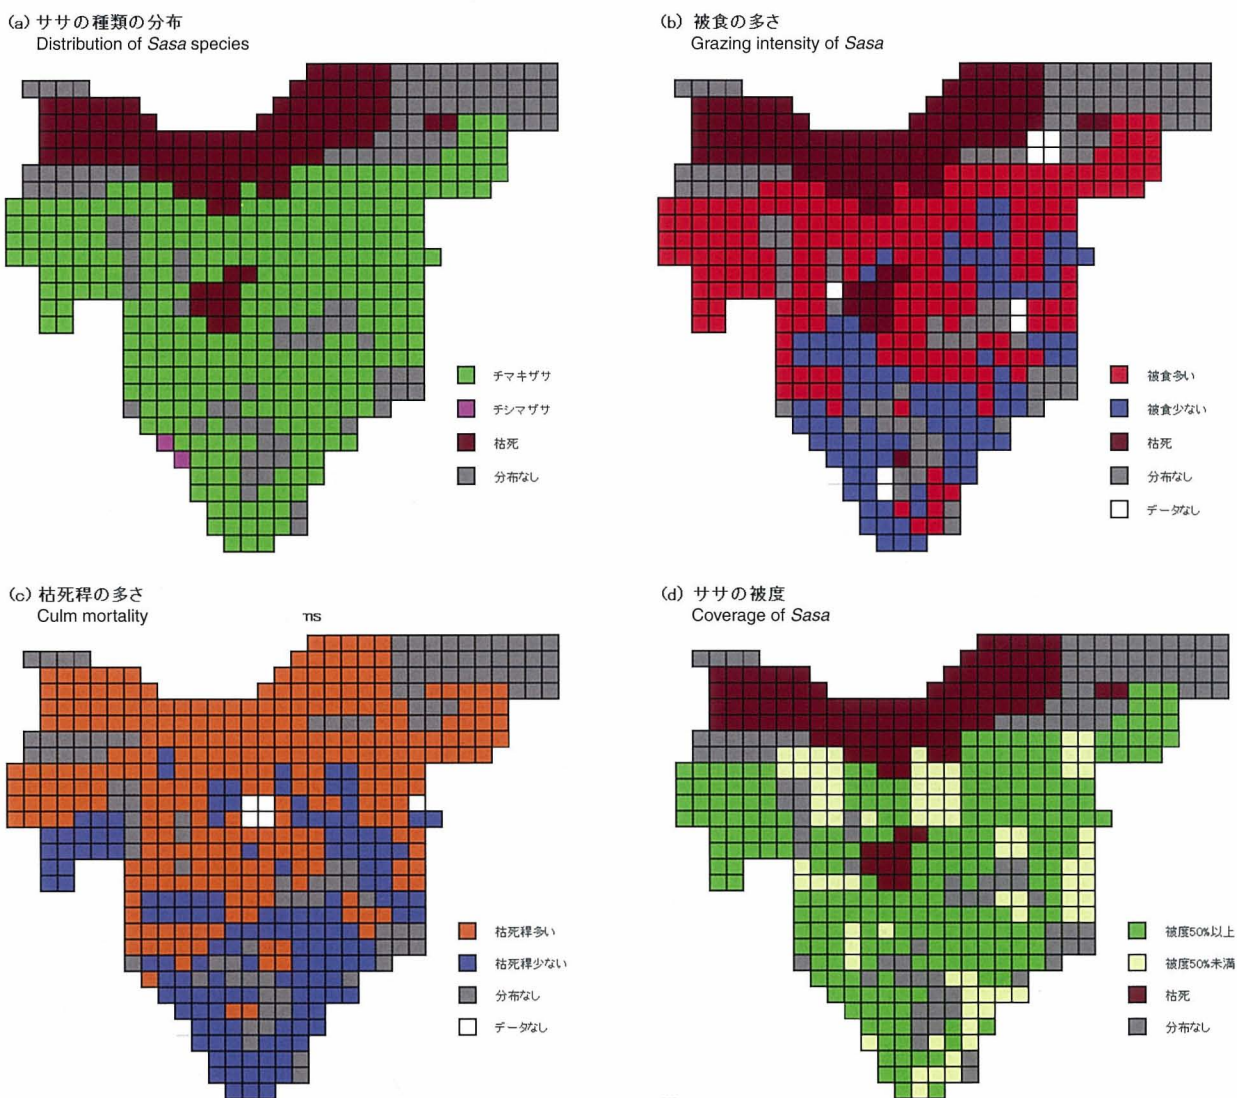 (a) ササの種類の分布
Distribution of Sasa species
チマキザサ
チシマザサ
枯死
分布なし
(b) 被食の多さ
Grazing intensity of Sasa
被食多い
被食少ない
枯死
分布なし
データなし
(c) 枯死稈の多さ
Culm mortality
ns
枯死稈多い
枯死稈少ない
分布なし
データなし
(d) ササの被度
Coverage of Sasa
被度50%以上
被度50%未満
枯死
分布なし